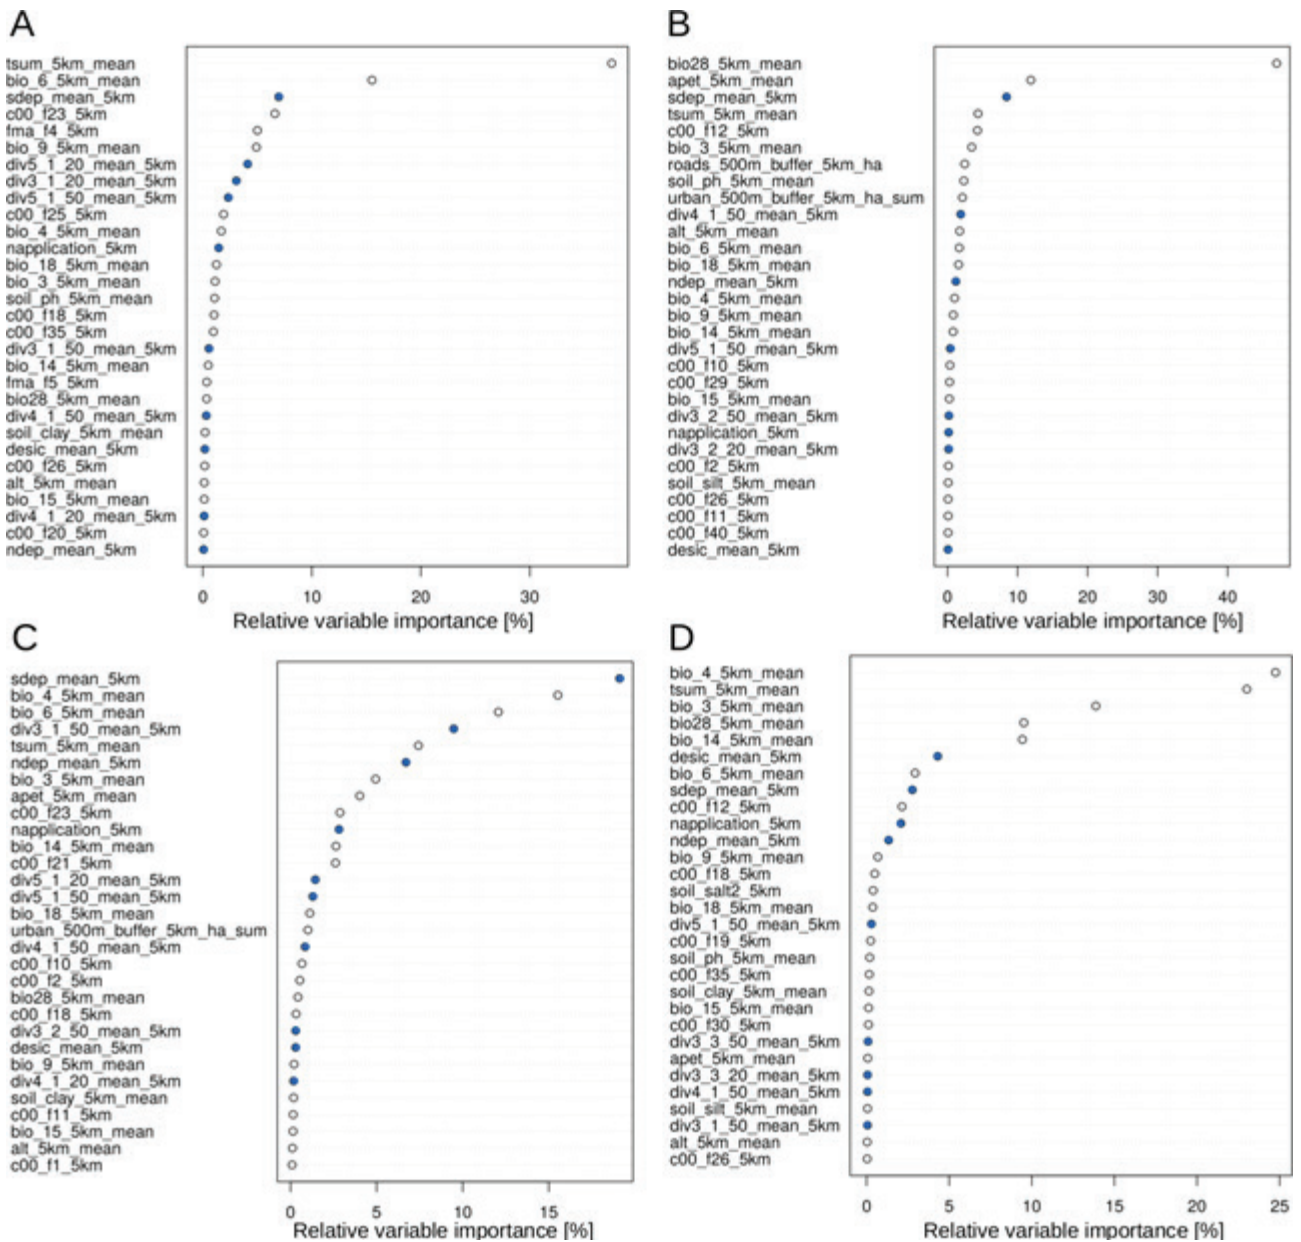 A
tsum_5km_mean
bio_6_5km_mean
sdep_mean_5km
c00_f23_5km
fma_f4_5km
bio_9_5km_mean
div5_1_20_mean_5km
div3_1_20_mean_5km
div5_1_50_mean_5km
c00_f25_5km
bio_4_5km_mean
napplication_5km
bio_18_5km_mean
bio_3_5km_mean
soil_ph_5km_mean
c00_f18_5km
c00_f35_5km
div3_1_50_mean_5km
bio_14_5km_mean
fma_f5_5km
bio28_5km_mean
div4_1_50_mean_5km
soil_clay_5km_mean
desic_mean_5km
c00_f26_5km
alt_5km_mean
bio_15_5km_mean
div4_1_20_mean_5km
c00_f20_5km
ndep_mean_5km
0 10 20 30
Relative variable importance [%]
B
bio28_5km_mean
apet_5km_mean
sdep_mean_5km
tsum_5km_mean
c00_f12_5km
bio_3_5km_mean
roads_500m_buffer_5km_ha
soil_ph_5km_mean
urban_500m_buffer_5km_ha_sum
div4_1_50_mean_5km
alt_5km_mean
bio_6_5km_mean
bio_18_5km_mean
ndep_mean_5km
bio_4_5km_mean
bio_9_5km_mean
bio_14_5km_mean
div5_1_50_mean_5km
c00_f10_5km
c00_f29_5km
bio_15_5km_mean
div3_2_50_mean_5km
napplication_5km
div3_2_20_mean_5km
c00_f2_5km
soil_silt_5km_mean
c00_f26_5km
c00_f11_5km
c00_f40_5km
desic_mean_5km
0 10 20 30 40
Relative variable importance [%]
C
sdep_mean_5km
bio_4_5km_mean
bio_6_5km_mean
div3_1_50_mean_5km
tsum_5km_mean
ndep_mean_5km
bio_3_5km_mean
apet_5km_mean
c00_f23_5km
napplication_5km
bio_14_5km_mean
c00_f21_5km
div5_1_20_mean_5km
div5_1_50_mean_5km
bio_18_5km_mean
urban_500m_buffer_5km_ha_sum
div4_1_50_mean_5km
c00_f10_5km
c00_f2_5km
bio28_5km_mean
c00_f18_5km
div3_2_50_mean_5km
desic_mean_5km
bio_9_5km_mean
div4_1_20_mean_5km
soil_clay_5km_mean
c00_f11_5km
bio_15_5km_mean
alt_5km_mean
c00_f1_5km
0 5 10 15
Relative variable importance [%]
D
bio_4_5km_mean
tsum_5km_mean
bio_3_5km_mean
bio28_5km_mean
bio_14_5km_mean
desic_mean_5km
bio_6_5km_mean
sdep_mean_5km
c00_f12_5km
napplication_5km
ndep_mean_5km
bio_9_5km_mean
c00_f18_5km
soil_salt2_5km
bio_18_5km_mean
div5_1_50_mean_5km
c00_f19_5km
soil_ph_5km_mean
c00_f35_5km
soil_clay_5km_mean
bio_15_5km_mean
c00_f30_5km
div3_3_50_mean_5km
apet_5km_mean
div3_3_20_mean_5km
div4_1_50_mean_5km
soil_silt_5km_mean
div3_1_50_mean_5km
alt_5km_mean
c00_f26_5km
0 5 10 15 20 25
Relative variable importance [%]